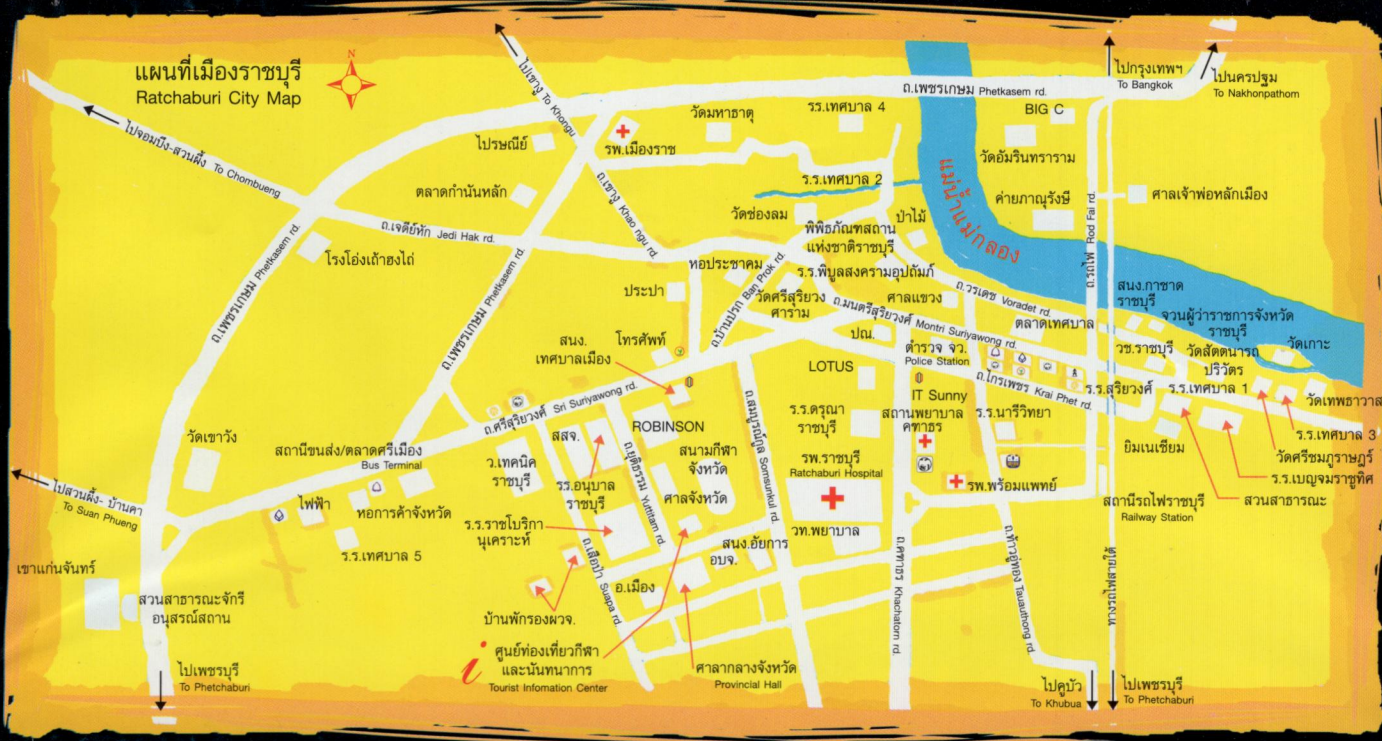 แผนที่เมืองราชบุรี
Ratchaburi City Map
N
ไปเขางู To Khongu
ไปจอมบึง-สวนผึ้ง To Chombueng
ไปกรุงเทพฯ
To Bangkok
ไปนครปฐม
To Nakhonpathom
ถ.เพชรเกษม Phetkasem rd.
วัดมหาธาตุ
รร.เทศบาล 4
BIG C
ไปรษณีย์
รพ.เมืองราช
วัดอัมรินทราราม
ตลาดกำนันหลัก
ร.ร.เทศบาล 2
แม่น้ำแม่กลอง
ค่ายภาณุรังษี
ศาลเจ้าพ่อหลักเมือง
ถ.เขางู Khao ngu rd.
วัดช่องลม
ป่าไม้
พิพิธภัณฑสถาน
แห่งชาติราชบุรี
ถ.รถไฟ Rod Fai rd.
ถ.เจดีย์หัก Jedi Hak rd.
โรงโอ่งเถ้าฮงไถ่
ถ.เพชรเกษม Phetkasem rd.
ถ.เพชรเกษม Phetkasem rd.
หอประชาคม
ร.ร.พิบูลสงครามอุปถัมภ์
ประปา
ถ.บ้านปรก Ban Prok rd.
วัดศรีสุริยวง
ศาราม
ศาลแขวง
ถ.วรเดช Voradet rd.
สนง.กาชาด
ราชบุรี
ถ.มนตรีสุริยวงศ์ Montri Suriyawong rd.
ตลาดเทศบาล
จวนผู้ว่าราชการจังหวัด
ราชบุรี
สนง.
เทศบาลเมือง
โทรศัพท์
ปณ.
ตำรวจ จว.
Police Station
วช.ราชบุรี
วัดสัตตนารถ
ปริวัตร
วัดเกาะ
LOTUS
ถ.ไกรเพชร Krai Phet rd.
ร.ร.สุริยวงศ์
ร.ร.เทศบาล 1
วัดเทพธาวาส
ถ.ศรีสุริยวงศ์ Sri Suriyawong rd.
IT Sunny
สถานพยาบาล
คทาธร
ร.ร.นารีวิทยา
ร.ร.ดรุณา
ราชบุรี
ถ.สมบูรณ์กูล Somsunkul rd.
ROBINSON
สสจ.
ถ.ยุติธรรม Yuttitam rd.
สนามกีฬา
จังหวัด
วัดเขาวัง
สถานีขนส่ง/ตลาดศรีเมือง
Bus Terminal
ว.เทคนิค
ราชบุรี
รร.อนุบาล
ราชบุรี
ศาลจังหวัด
รพ.ราชบุรี
Ratchaburi Hospital
รพ.พร้อมแพทย์
ยิมเนเซียม
ร.ร.เทศบาล 3
วัดศรีชมภูราษฎร์
ร.ร.เบญจมราชูทิศ
สวนสาธารณะ
สถานีรถไฟราชบุรี
Railway Station
ไปสวนผึ้ง- บ้านคา
To Suan Phueng
ไฟฟ้า
หอการค้าจังหวัด
ร.ร.เทศบาล 5
ร.ร.ราชโบริกา
นุเคราะห์
วท.พยาบาล
สนง.อัยการ
อบจ.
อ.เมือง
ถ.เสือป่า Suapa rd.
ถ.คฑาธร Khachatorn rd.
ถ.ท้าวอู่ทอง Tauauthong rd.
ทางรถไฟสายใต้
เขาแก่นจันทร์
สวนสาธารณะจักรี
อนุสรณ์สถาน
บ้านพักรองผวจ.
i
ศูนย์ท่องเที่ยวกีฬา
และนันทนาการ
Tourist Infomation Center
ศาลากลางจังหวัด
Provincial Hall
ไปเพชรบุรี
To Phetchaburi
ไปคูบัว
To Khubua
ไปเพชรบุรี
To Phetchaburi